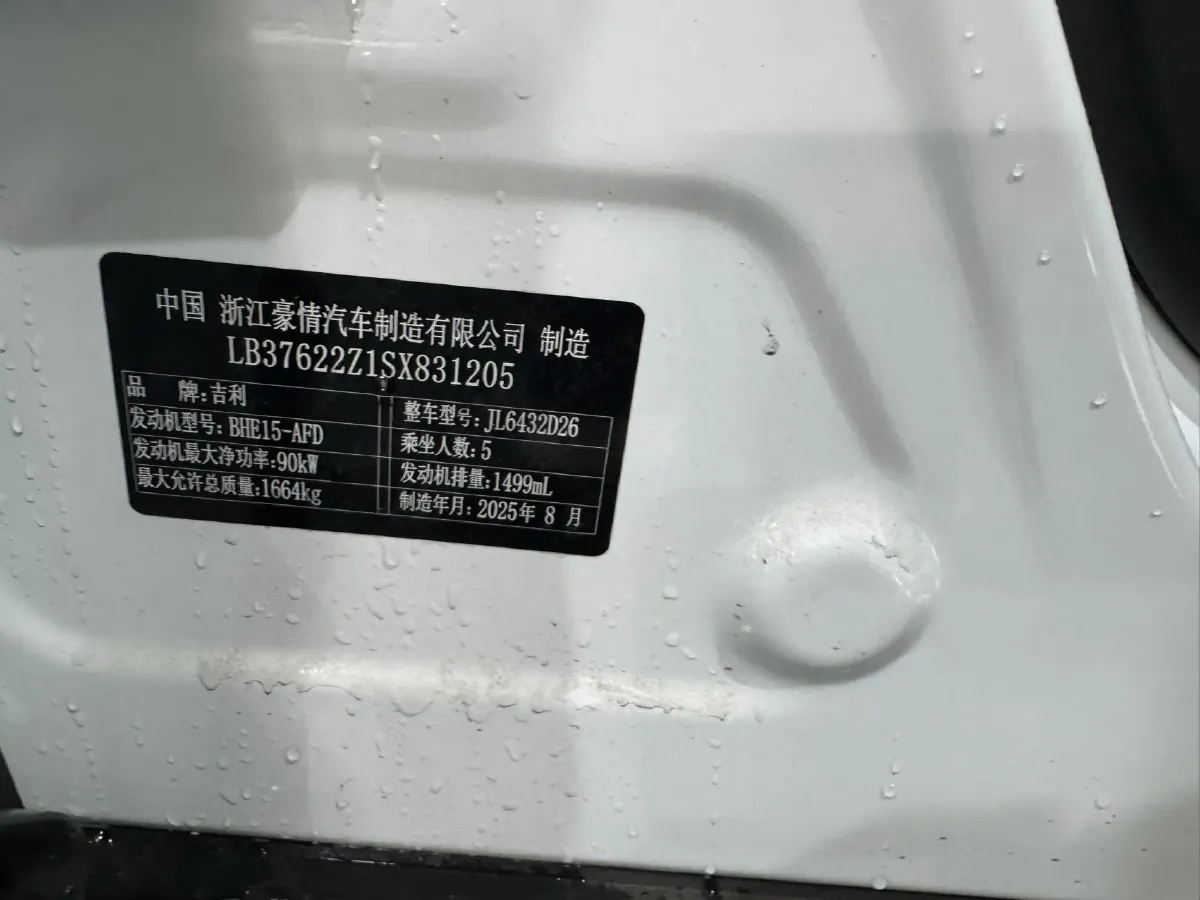 中国 浙江豪情汽车制造有限公司 制造
LB37622Z1SX831205
品 牌:吉利
整车型号: JL6432D26
发动机型号: BHE15-AFD
乘坐人数: 5
发动机最大净功率:90kW
发动机排量:1499mL
最大允许总质量:1664kg
制造年月: 2025年 8 月